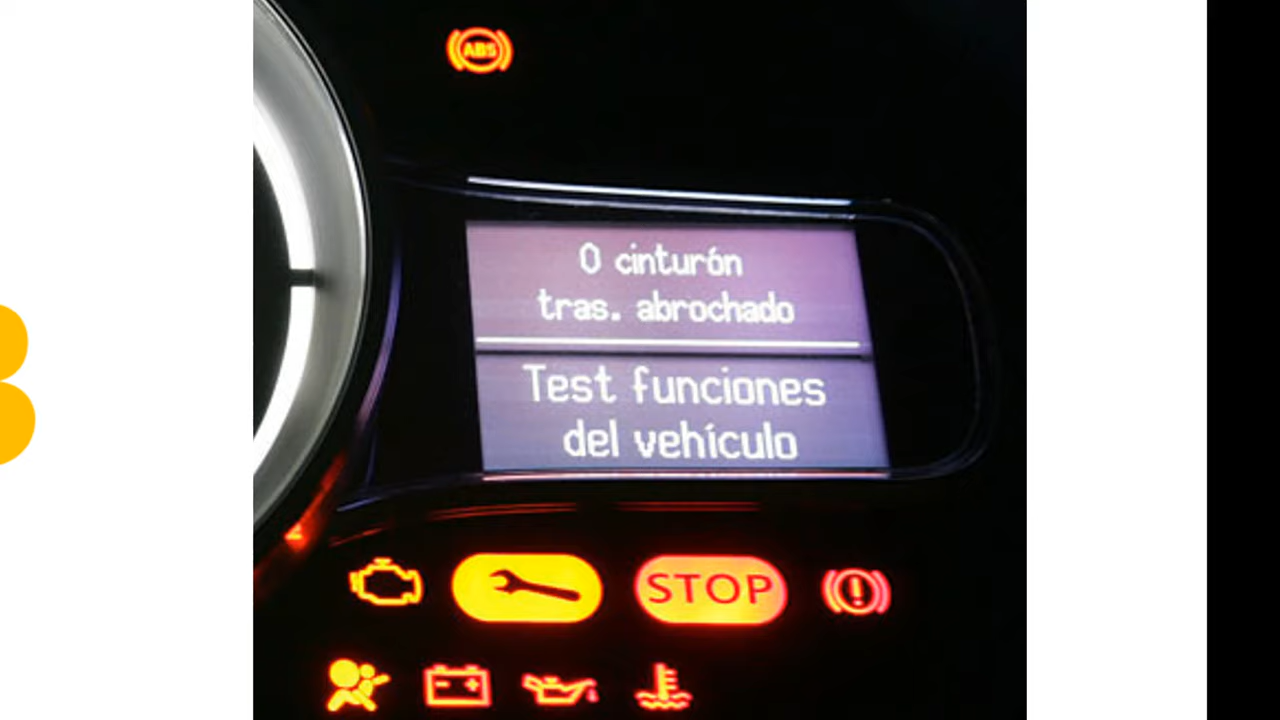 ABS
0 cinturón
tras. abrochado
Test funciones
del vehículo
STOP